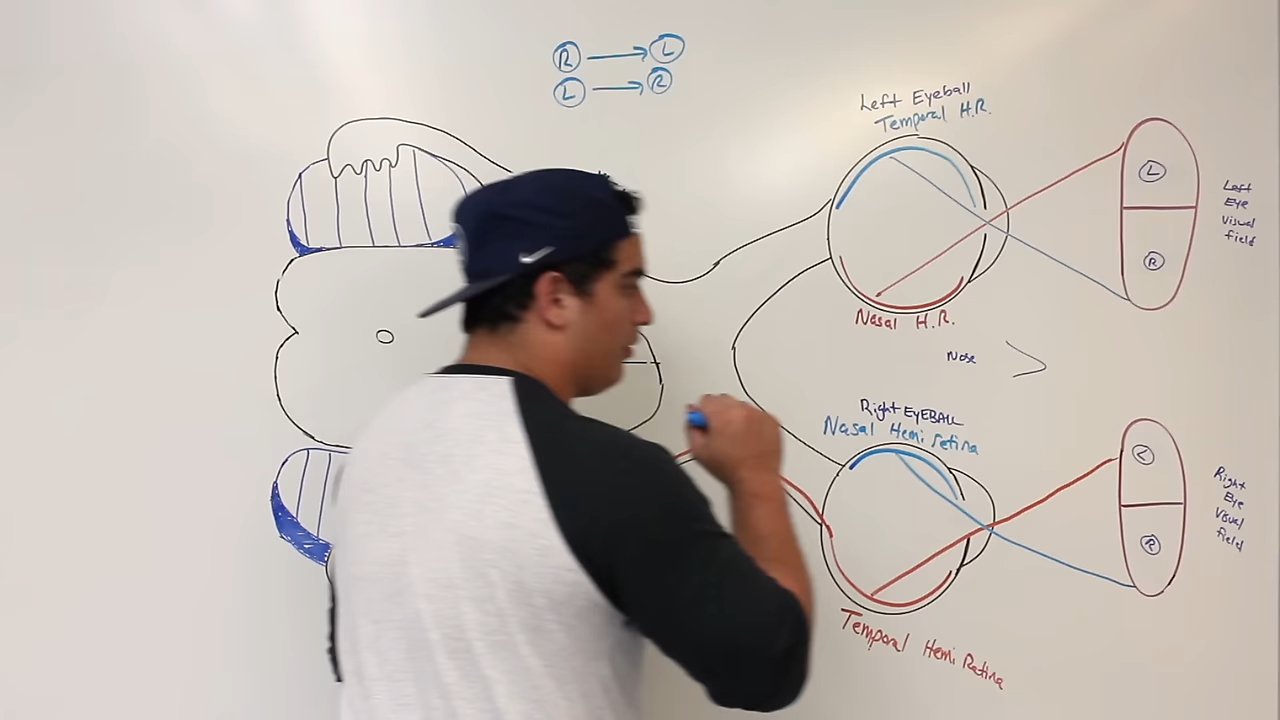 R → L
L → R
Left Eyeball
Temporal H.R.
L
R
Left
Eye
Visual
field
Nasal H.R.
Nose
Right EYEBALL
Nasal Hemi retina
L
R
Right
Eye
Visual
field
Temporal Hemi Retina